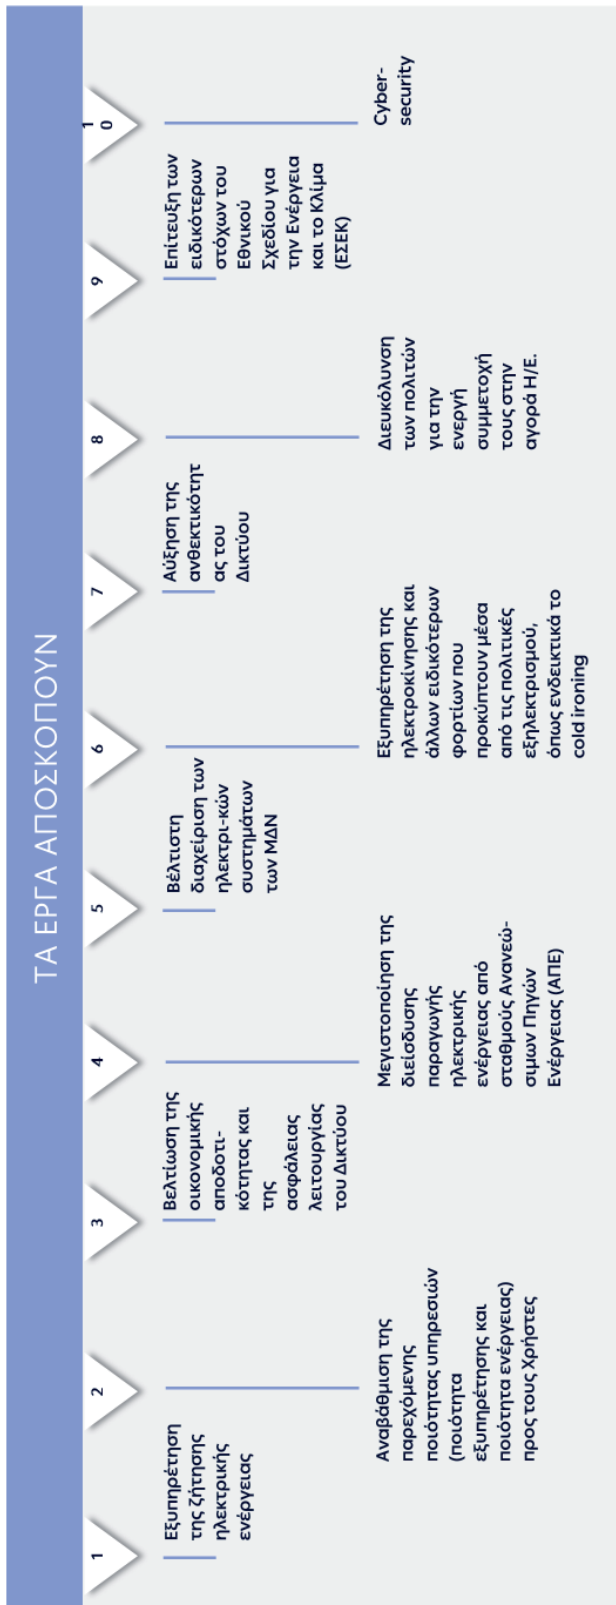 ΤΑ ΕΡΓΑ ΑΠΟΣΚΟΠΟΥΝ
1
Εξυπηρέτηση
της ζήτησης
ηλεκτρικής
ενέργειας
2
Αναβάθμιση της
παρεχόμενης
ποιότητας υπηρεσιών
(ποιότητα
εξυπηρέτησης και
ποιότητα ενέργειας)
προς τους Χρήστες
3
Βελτίωση της
οικονομικής
αποδοτι-
κότητας και
της
ασφάλειας
λειτουργίας
του Δικτύου
4
Μεγιστοποίηση της
διείσδυσης
παραγωγής
ηλεκτρικής
ενέργειας από
σταθμούς Ανανεώ-
σιμων Πηγών
Ενέργειας (ΑΠΕ)
5
Βέλτιστη
διαχείριση των
ηλεκτρι-κών
συστημάτων
των ΜΔΝ
6
Εξυπηρέτηση της
ηλεκτροκίνησης και
άλλων ειδικότερων
φορτίων που
προκύπτουν μέσα
από τις πολιτικές
εξηλεκτρισμού,
όπως ενδεικτικά το
cold ironing
7
Αύξηση της
ανθεκτικότητ
ας του
Δικτύου
8
Διευκόλυνση
των πολιτών
για την
ενεργή
συμμετοχή
τους στην
αγορά Η/Ε.
9
Επίτευξη των
ειδικότερων
στόχων του
Εθνικού
Σχεδίου για
την Ενέργεια
και το Κλίμα
(ΕΣΕΚ)
1
0
Cyber-
security